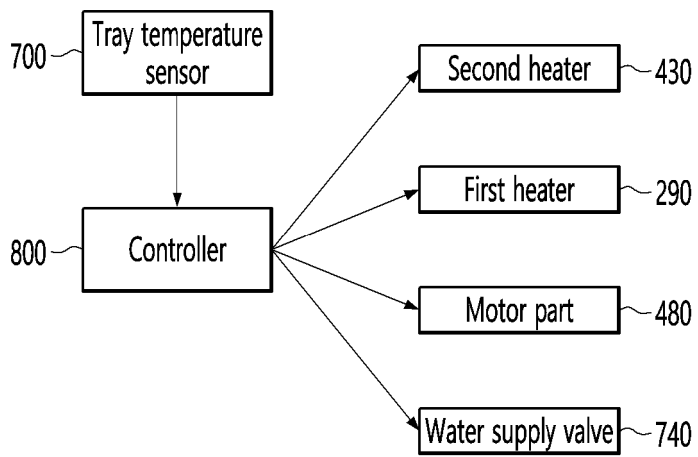 700
Tray temperature
sensor
Second heater
430
First heater
290
800
Controller
Motor part
480
Water supply valve
740